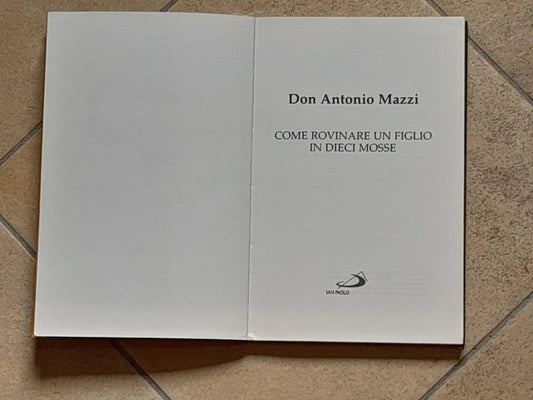 Don Antonio Mazzi
COME ROVINARE UN FIGLIO
IN DIECI MOSSE
SAN PAOLO